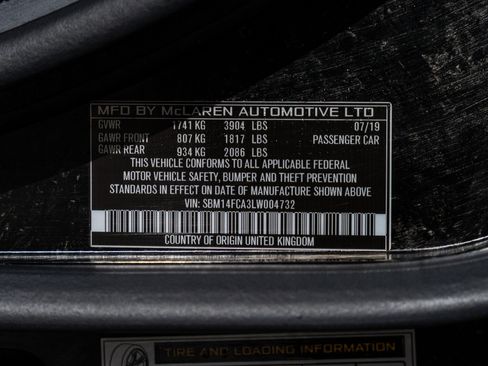 MFD BY McLAREN AUTOMOTIVE LTD
GVWR 1741 KG 3904 LBS 07/19
GAWR FRONT 807 KG 1817 LBS PASSENGER CAR
GAWR REAR 934 KG 2086 LBS
THIS VEHICLE CONFORMS TO ALL APPLICABLE FEDERAL
MOTOR VEHICLE SAFETY, BUMPER AND THEFT PREVENTION
STANDARDS IN EFFECT ON DATE OF MANUFACTURE SHOWN ABOVE
VIN: SBM14FCA3LW004732
COUNTRY OF ORIGIN UNITED KINGDOM
TIRE AND LOADING INFORMATION